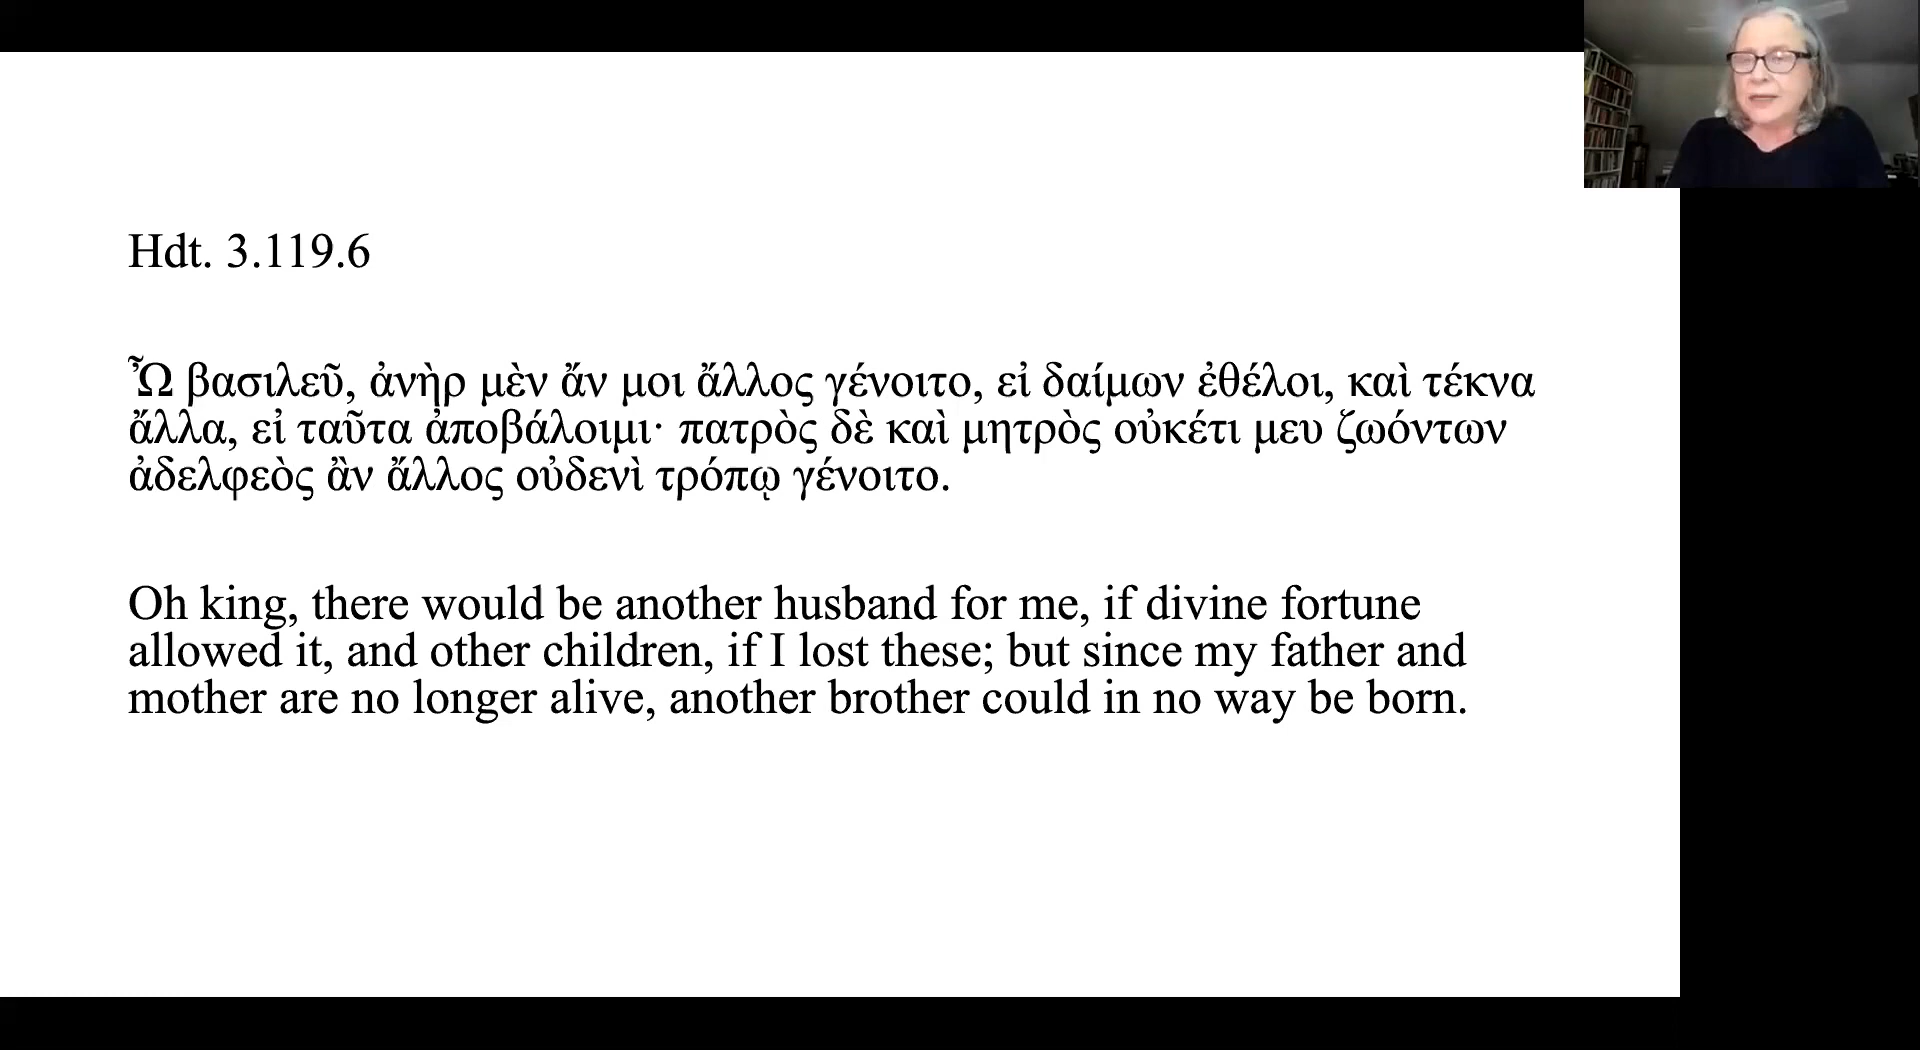 Hdt. 3.119.6
Ὦ βασιλεῦ, ἀνὴρ μὲν ἄν μοι ἄλλος γένοιτο, εἰ δαίμων ἐθέλοι, καὶ τέκνα
ἄλλα, εἰ ταῦτα ἀποβάλοιμι· πατρὸς δὲ καὶ μητρὸς οὐκέτι μευ ζωόντων
ἀδελφεὸς ἂν ἄλλος οὐδενὶ τρόπῳ γένοιτο.
Oh king, there would be another husband for me, if divine fortune
allowed it, and other children, if I lost these; but since my father and
mother are no longer alive, another brother could in no way be born.